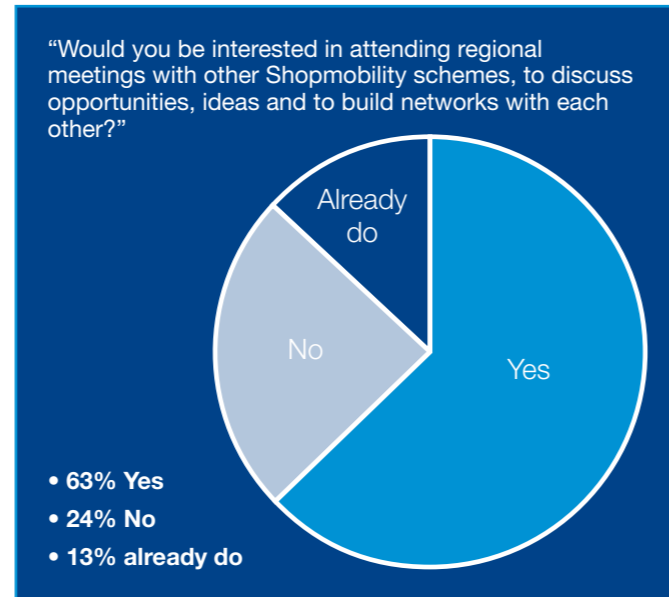 “Would you be interested in attending regional
meetings with other Shopmobility schemes, to discuss
opportunities, ideas and to build networks with each
other?”
Already
do
No
Yes
• 63% Yes
• 24% No
• 13% already do